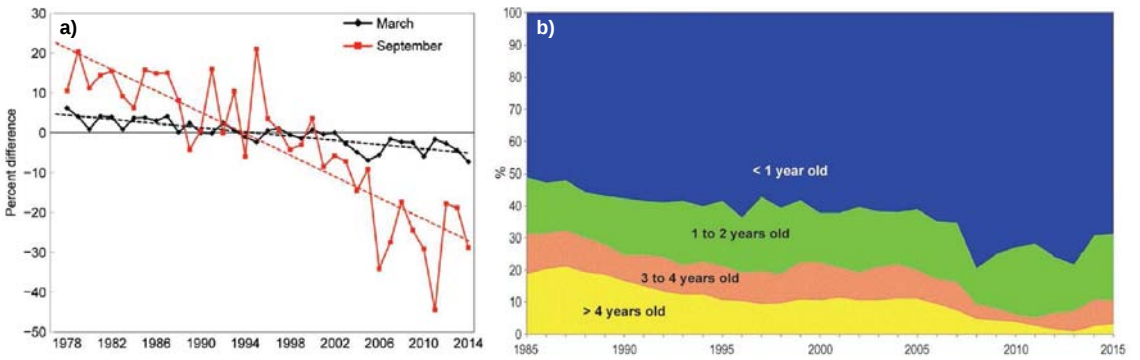 a)
March
September
Percent difference
30
20
10
0
−10
−20
−30
−40
−50
1978 1982 1986 1990 1994 1998 2002 2006 2010 2014
b)
%
100
90
80
70
60
50
40
30
20
10
0
< 1 year old
1 to 2 years old
3 to 4 years old
> 4 years old
1985 1990 1995 2000 2005 2010 2015